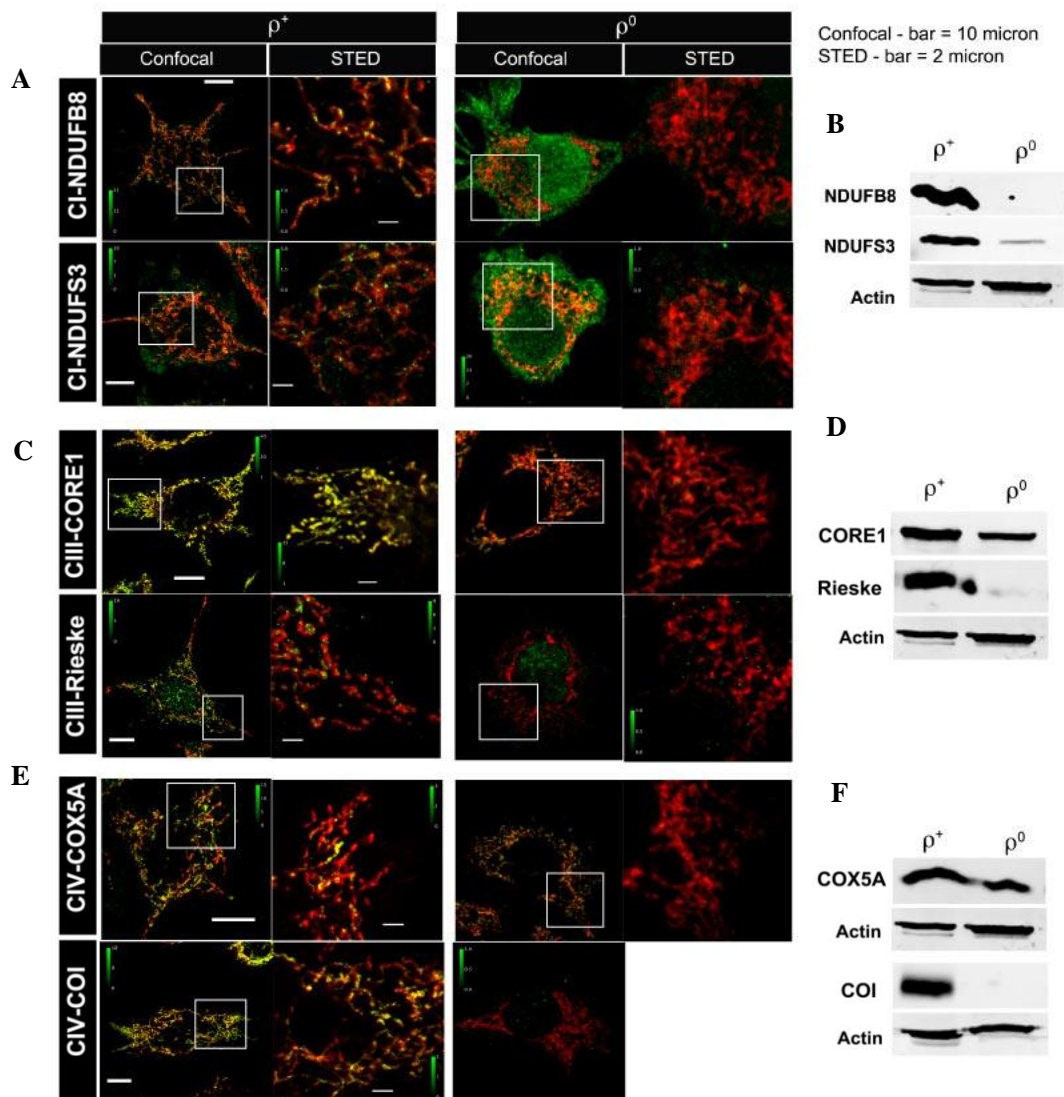 ρ+
ρ0
Confocal
STED
Confocal
STED
Confocal - bar = 10 micron
STED - bar = 2 micron
A
CI-NDUFB8
CI-NDUFS3
B
ρ+
ρ0
NDUFB8
NDUFS3
Actin
C
CIII-CORE1
CIII-Rieske
D
ρ+
ρ0
CORE1
Rieske
Actin
E
CIV-COX5A
CIV-COI
F
ρ+
ρ0
COX5A
Actin
COI
Actin